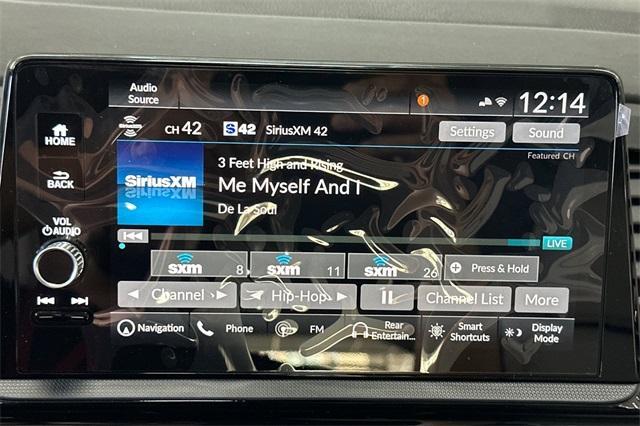 Audio
Source
1
12:14
HOME
BACK
VOL
AUDIO
CH 42
S 42 SiriusXM 42
Settings
Sound
Featured CH
SiriusXM
3 Feet High and Rising
Me Myself And I
De La Soul
LIVE
sxm 8
sxm 11
sxm 26
+ Press & Hold
Channel
Hip-Hop
Channel List
More
Navigation
Phone
FM
Rear
Entertain...
Smart
Shortcuts
Display
Mode